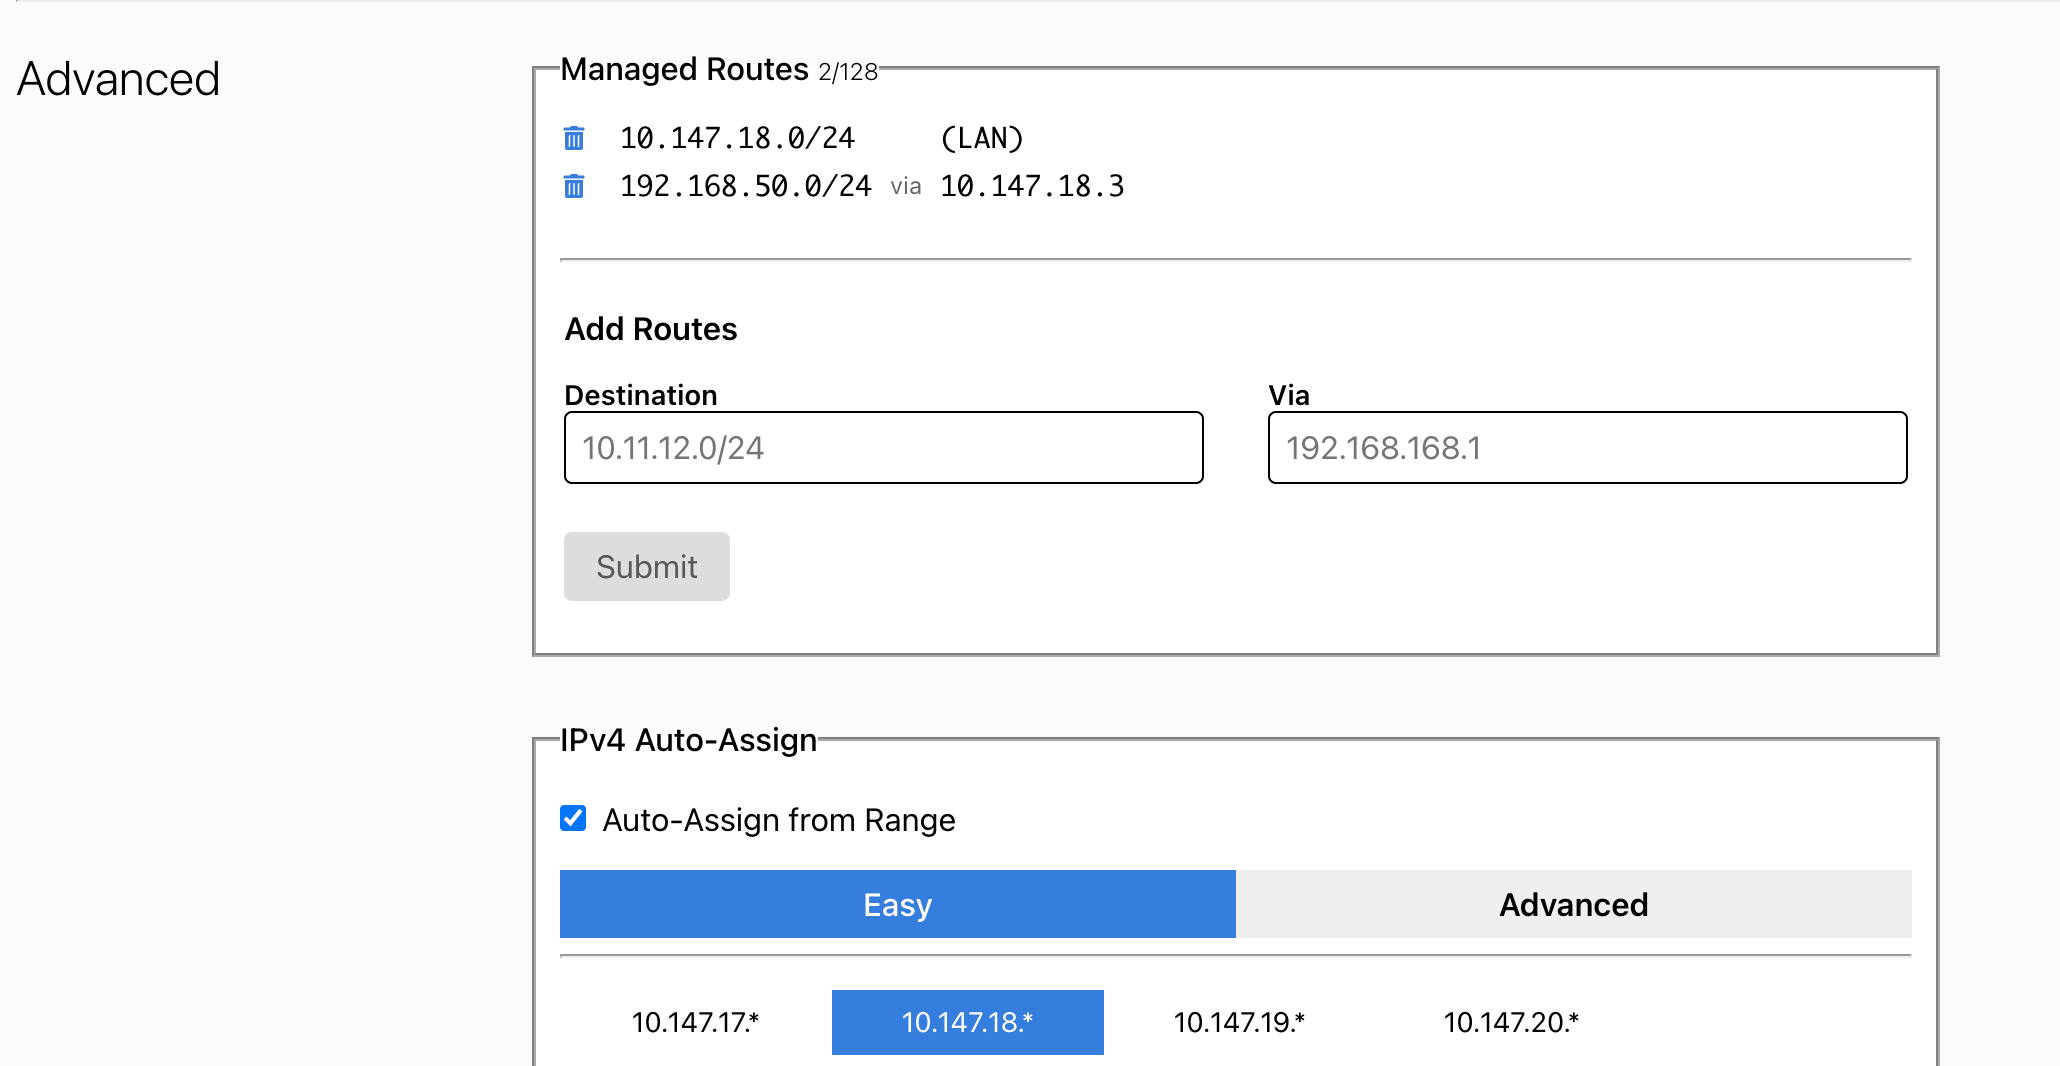 Advanced
Managed Routes 2/128
10.147.18.0/24 (LAN)
192.168.50.0/24 via 10.147.18.3
Add Routes
Destination Via
10.11.12.0/24 192.168.168.1
Submit
IPv4 Auto-Assign
Auto-Assign from Range
Easy Advanced
10.147.17.* 10.147.18.* 10.147.19.* 10.147.20.*